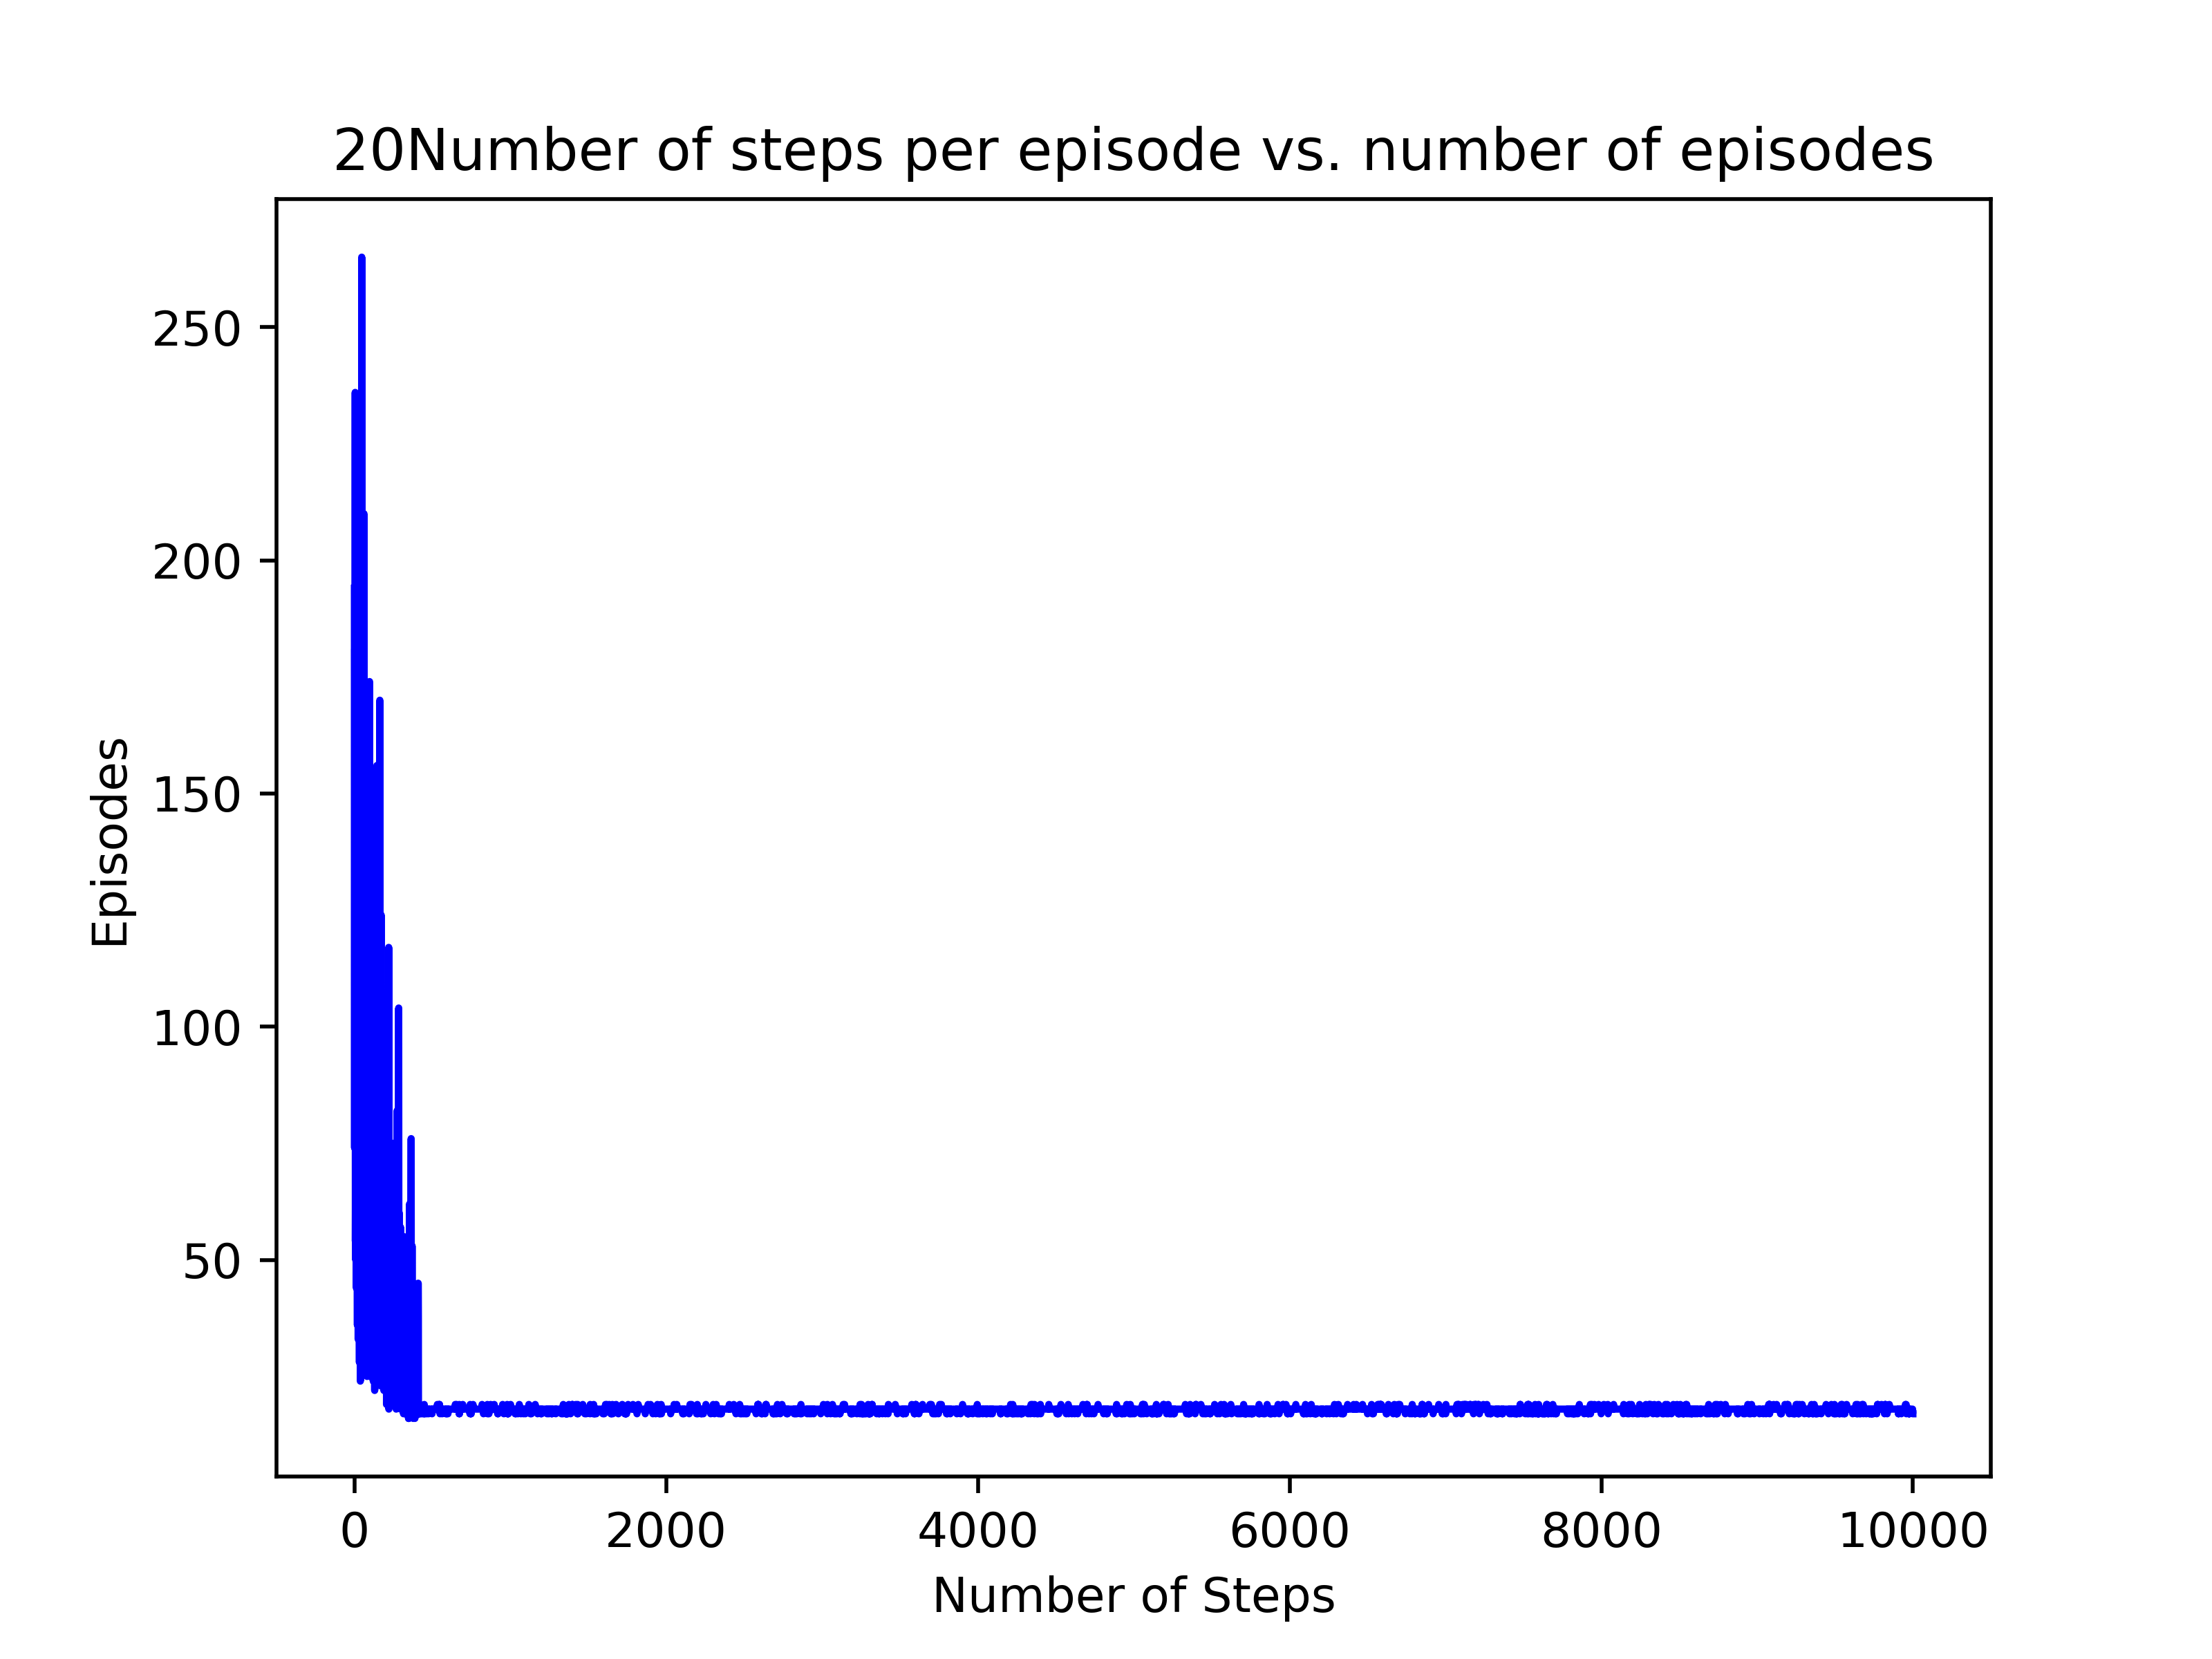 20Number of steps per episode vs. number of episodes
250
200
150
100
50
Episodes
0 2000 4000 6000 8000 10000
Number of Steps